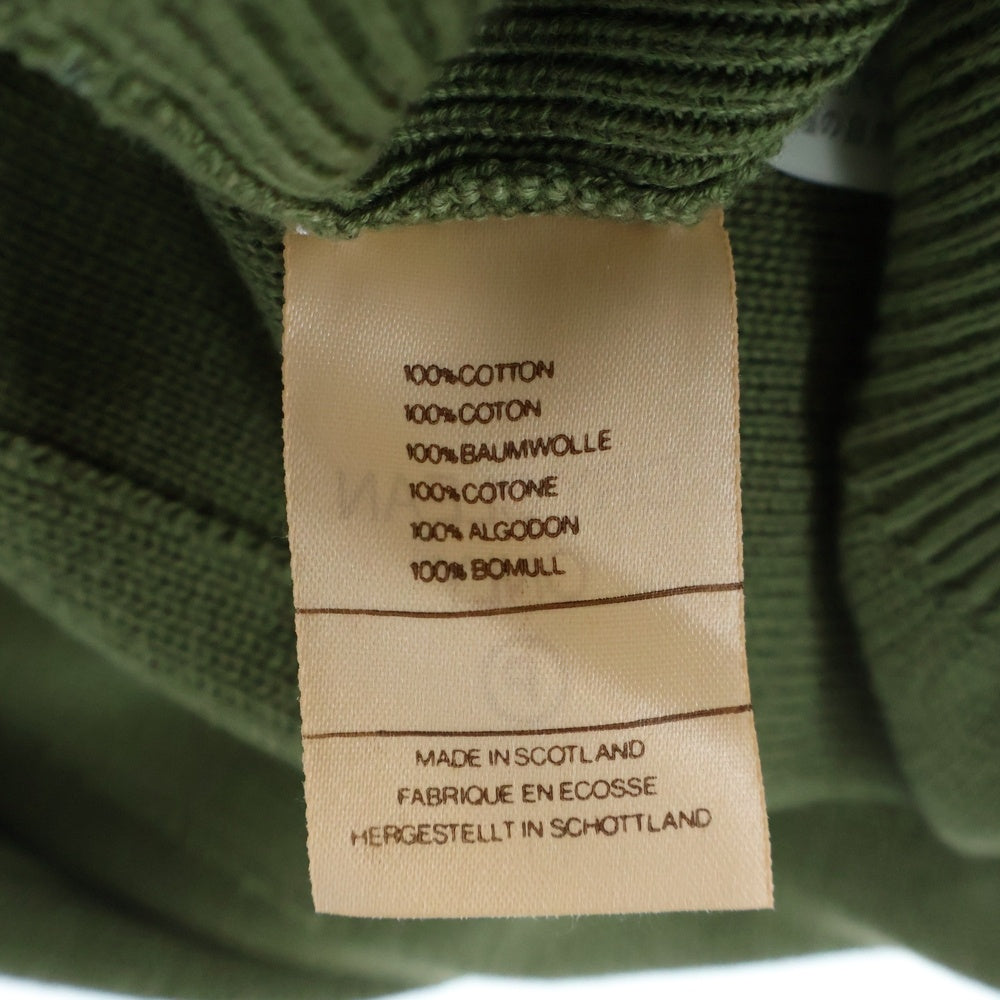 100%COTTON
100%COTON
100%BAUMWOLLE
100%COTONE
100% ALGODON
100% BOMULL
MADE IN SCOTLAND
FABRIQUE EN ECOSSE
HERGESTELLT IN SCHOTTLAND